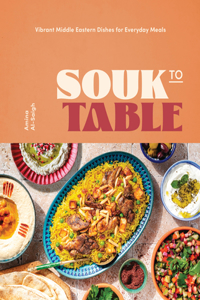 Vibrant Middle Eastern Dishes for Everyday Meals
SOUK TO
TABLE
Amina
Al-Saigh